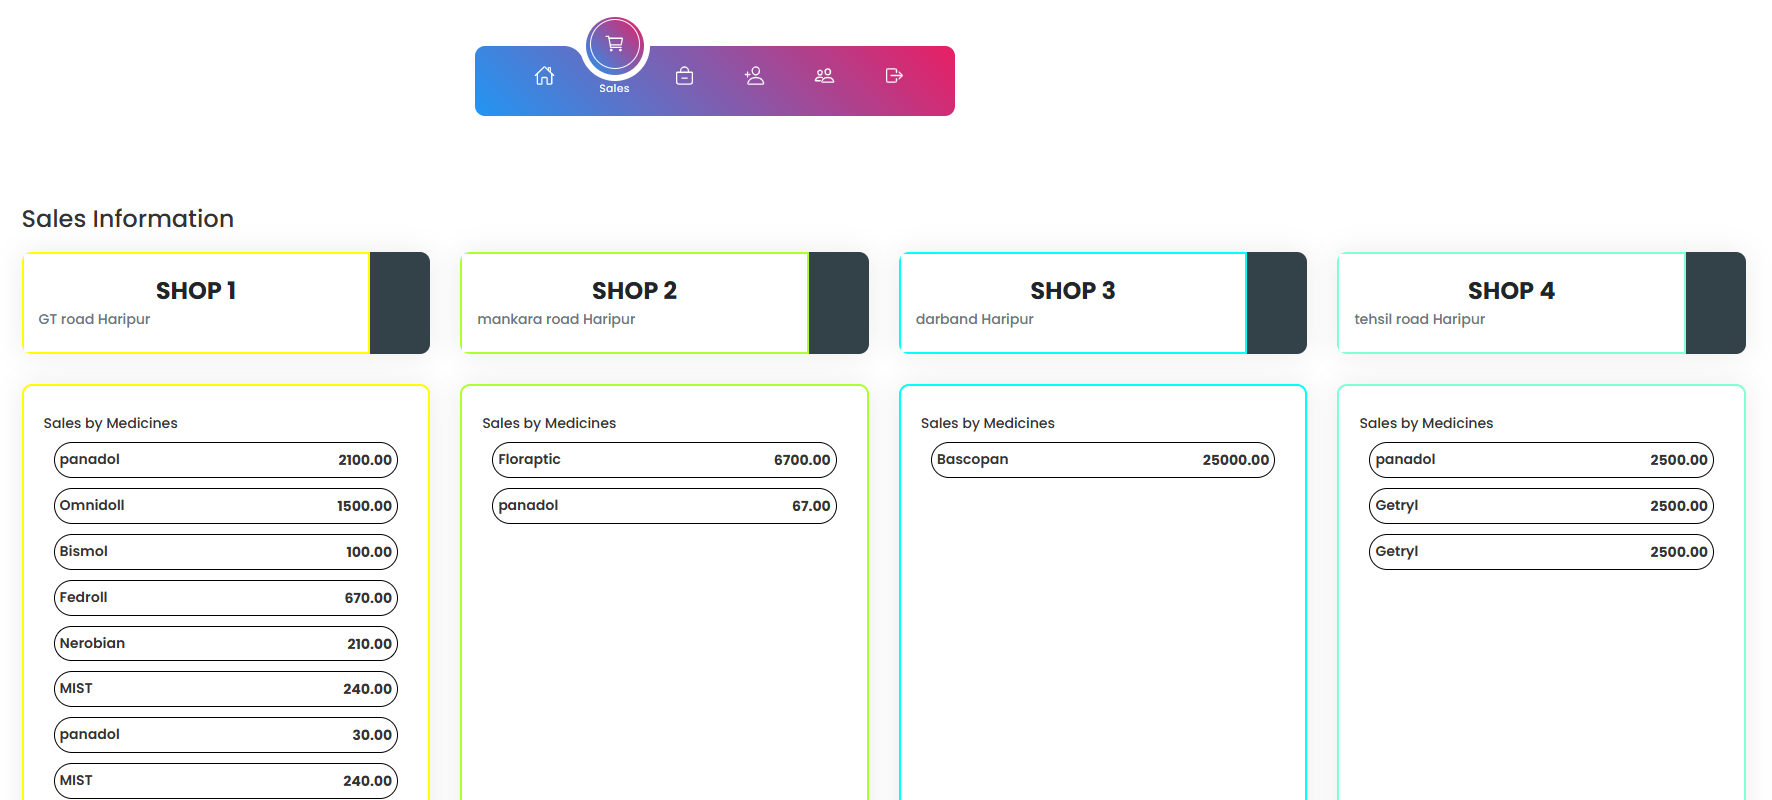 Sales
Sales Information
SHOP 1
GT road Haripur
SHOP 2
mankara road Haripur
SHOP 3
darband Haripur
SHOP 4
tehsil road Haripur
Sales by Medicines
panadol 2100.00
Omnidoll 1500.00
Bismol 100.00
Fedroll 670.00
Nerobian 210.00
MIST 240.00
panadol 30.00
MIST 240.00
Sales by Medicines
Floraptic 6700.00
panadol 67.00
Sales by Medicines
Bascopan 25000.00
Sales by Medicines
panadol 2500.00
Getryl 2500.00
Getryl 2500.00